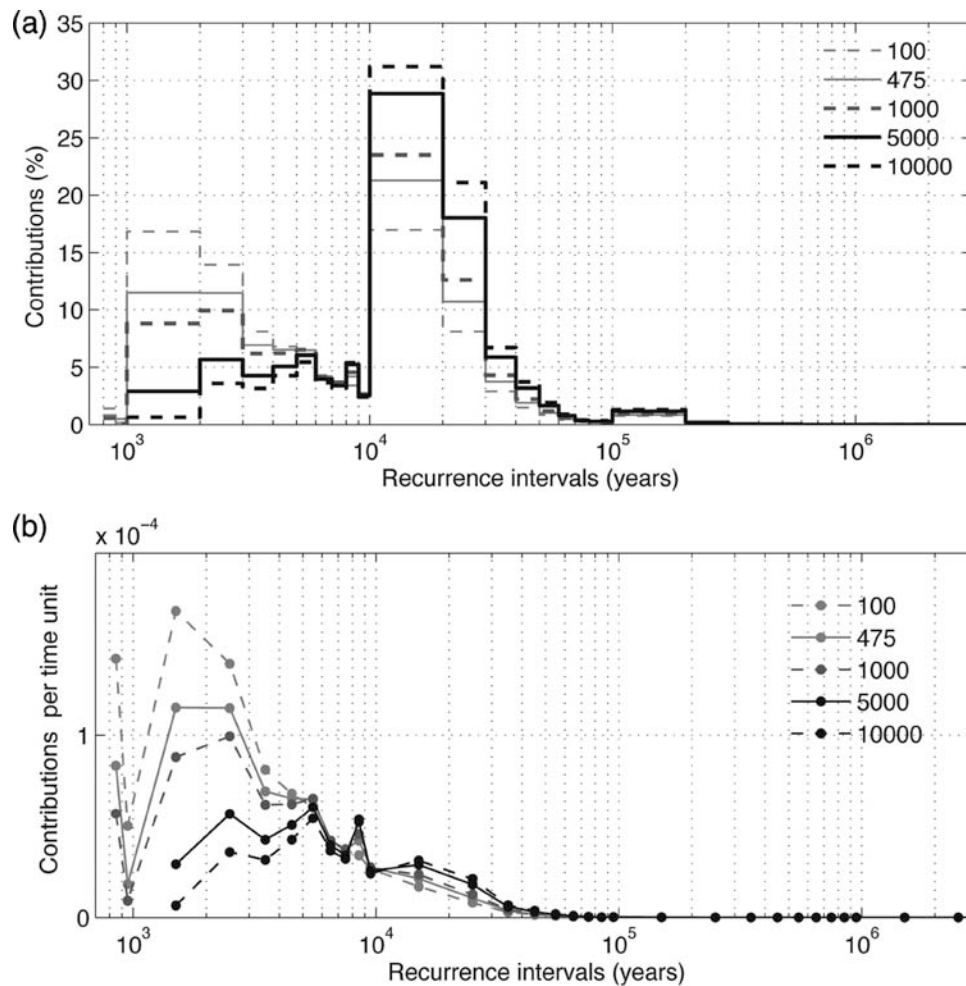 (a)
35
30
25
20
15
10
5
0
Contributions (%)
100
475
1000
5000
10000
10³ 10⁴ 10⁵ 10⁶
Recurrence intervals (years)
(b)
x 10⁻⁴
1
0
Contributions per time unit
100
475
1000
5000
10000
10³ 10⁴ 10⁵ 10⁶
Recurrence intervals (years)